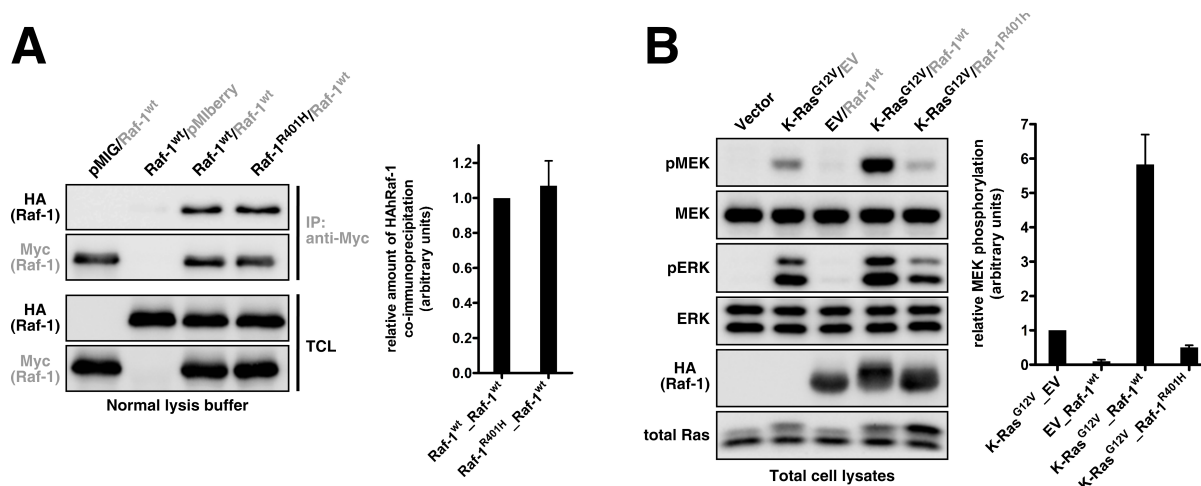 A
pMIG/Raf-1wt
Raf-1wt/pMIberry
Raf-1wt/Raf-1wt
Raf-1R401H/Raf-1wt
HA
(Raf-1)
Myc
(Raf-1)
IP:
anti-Myc
HA
(Raf-1)
Myc
(Raf-1)
TCL
Normal lysis buffer
relative amount of HAhRaf-1
co-immunoprecipitation
(arbitrary units)
1.2
1.0
0.8
0.6
0.4
0.2
0.0
Raf-1wt_Raf-1wt
Raf-1R401H_Raf-1wt
B
Vector
K-RasG12V/EV
EV/Raf-1wt
K-RasG12V/Raf-1wt
K-RasG12V/Raf-1R401H
pMEK
MEK
pERK
ERK
HA
(Raf-1)
total Ras
Total cell lysates
relative MEK phosphorylation
(arbitrary units)
7
6
5
4
3
2
1
0
K-RasG12V_EV
EV_Raf-1wt
K-RasG12V_Raf-1wt
K-RasG12V_Raf-1R401H